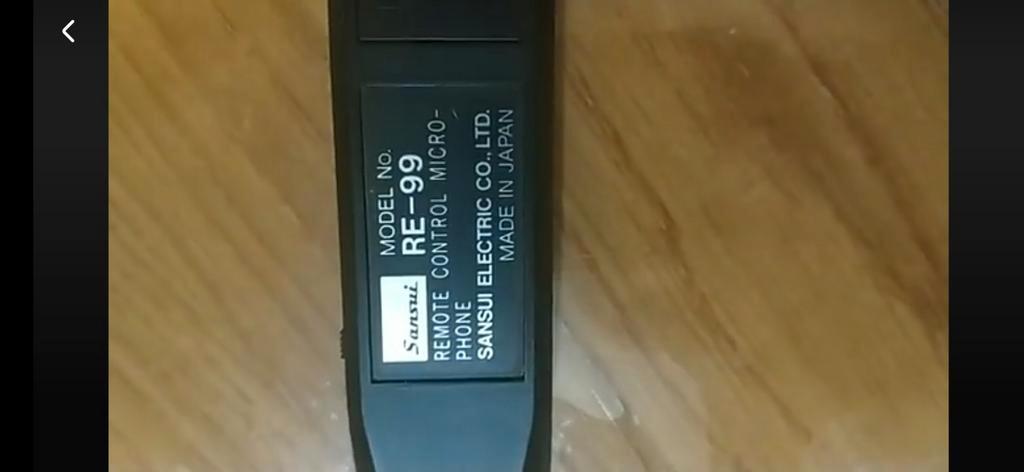 Sansui MODEL NO.
RE-99
REMOTE CONTROL MICRO-
PHONE
SANSUI ELECTRIC CO., LTD.
MADE IN JAPAN